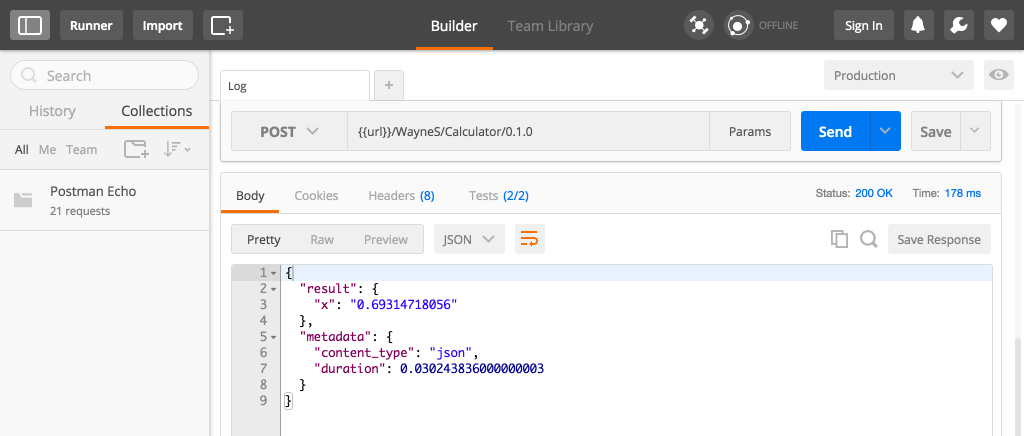 Runner Import Builder Team Library OFFLINE Sign In
Search
History Collections
All Me Team
Postman Echo
21 requests
Log + Production
POST {{url}}/WayneS/Calculator/0.1.0 Params Send Save
Body Cookies Headers (8) Tests (2/2) Status: 200 OK Time: 178 ms
Pretty Raw Preview JSON Save Response
1 {
2 "result": {
3 "x": "0.69314718056"
4 },
5 "metadata": {
6 "content_type": "json",
7 "duration": 0.030243836000000003
8 }
9 }